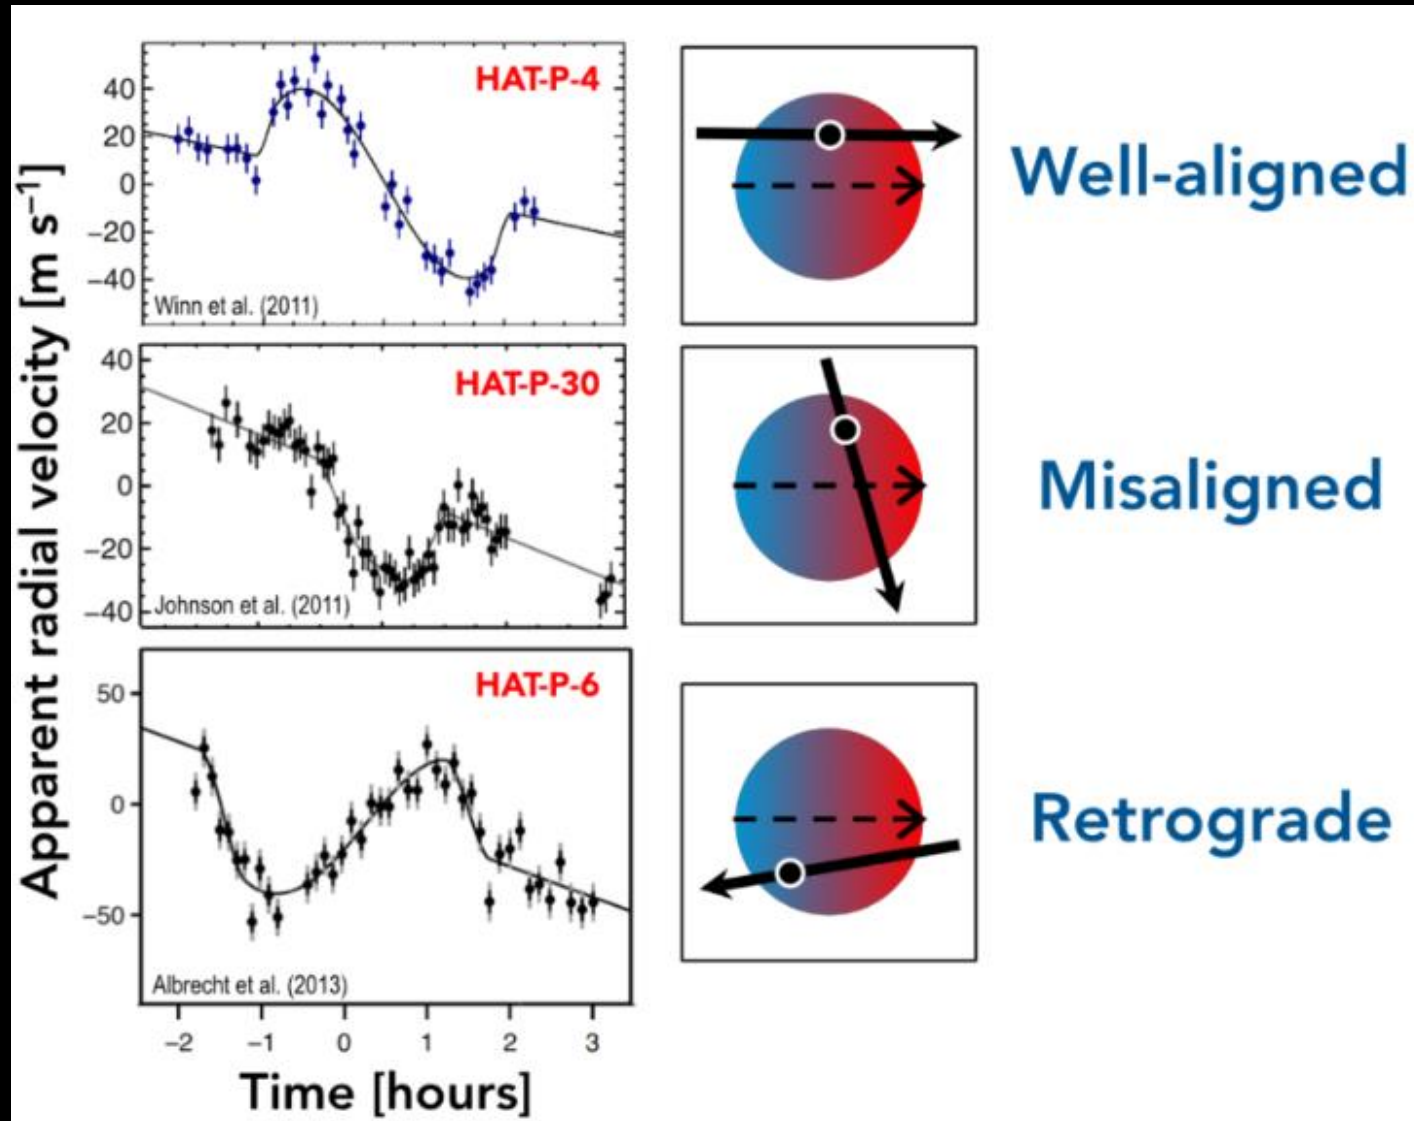 Apparent radial velocity [m s⁻¹]
40
20
0
−20
−40
HAT-P-4
Winn et al. (2011)
Well-aligned
40
20
0
−20
−40
HAT-P-30
Johnson et al. (2011)
Misaligned
50
0
−50
HAT-P-6
Albrecht et al. (2013)
Retrograde
−2 −1 0 1 2 3
Time [hours]